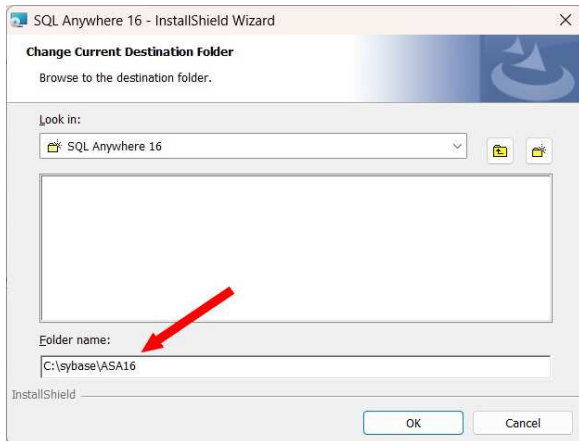 SQL Anywhere 16 - InstallShield Wizard
Change Current Destination Folder
Browse to the destination folder.
Look in:
SQL Anywhere 16
Folder name:
C:\sybase\ASA16
InstallShield
OK
Cancel